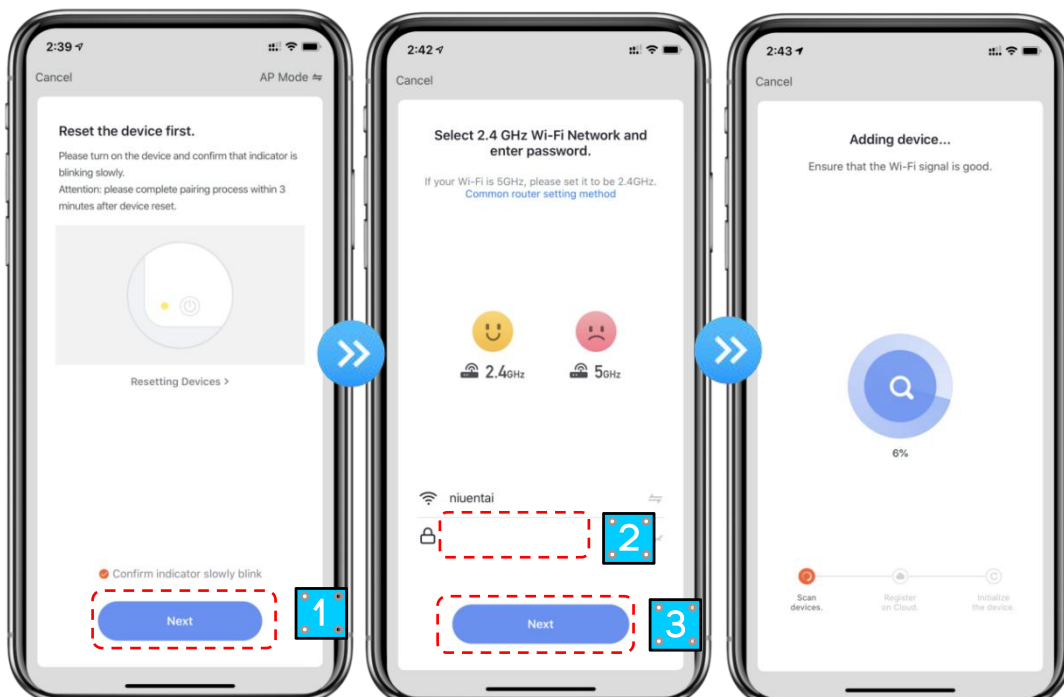 2:39
Cancel
AP Mode
Reset the device first.
Please turn on the device and confirm that indicator is
blinking slowly.
Attention: please complete pairing process within 3
minutes after device reset.
Resetting Devices >
Confirm indicator slowly blink
Next
1
2:42
Cancel
Select 2.4 GHz Wi-Fi Network and
enter password.
If your Wi-Fi is 5GHz, please set it to be 2.4GHz.
Common router setting method
2.4GHz
5GHz
niuentai
2
Next
3
2:43
Cancel
Adding device...
Ensure that the Wi-Fi signal is good.
6%
Scan
devices.
Register
on Cloud.
Initialize
the device.